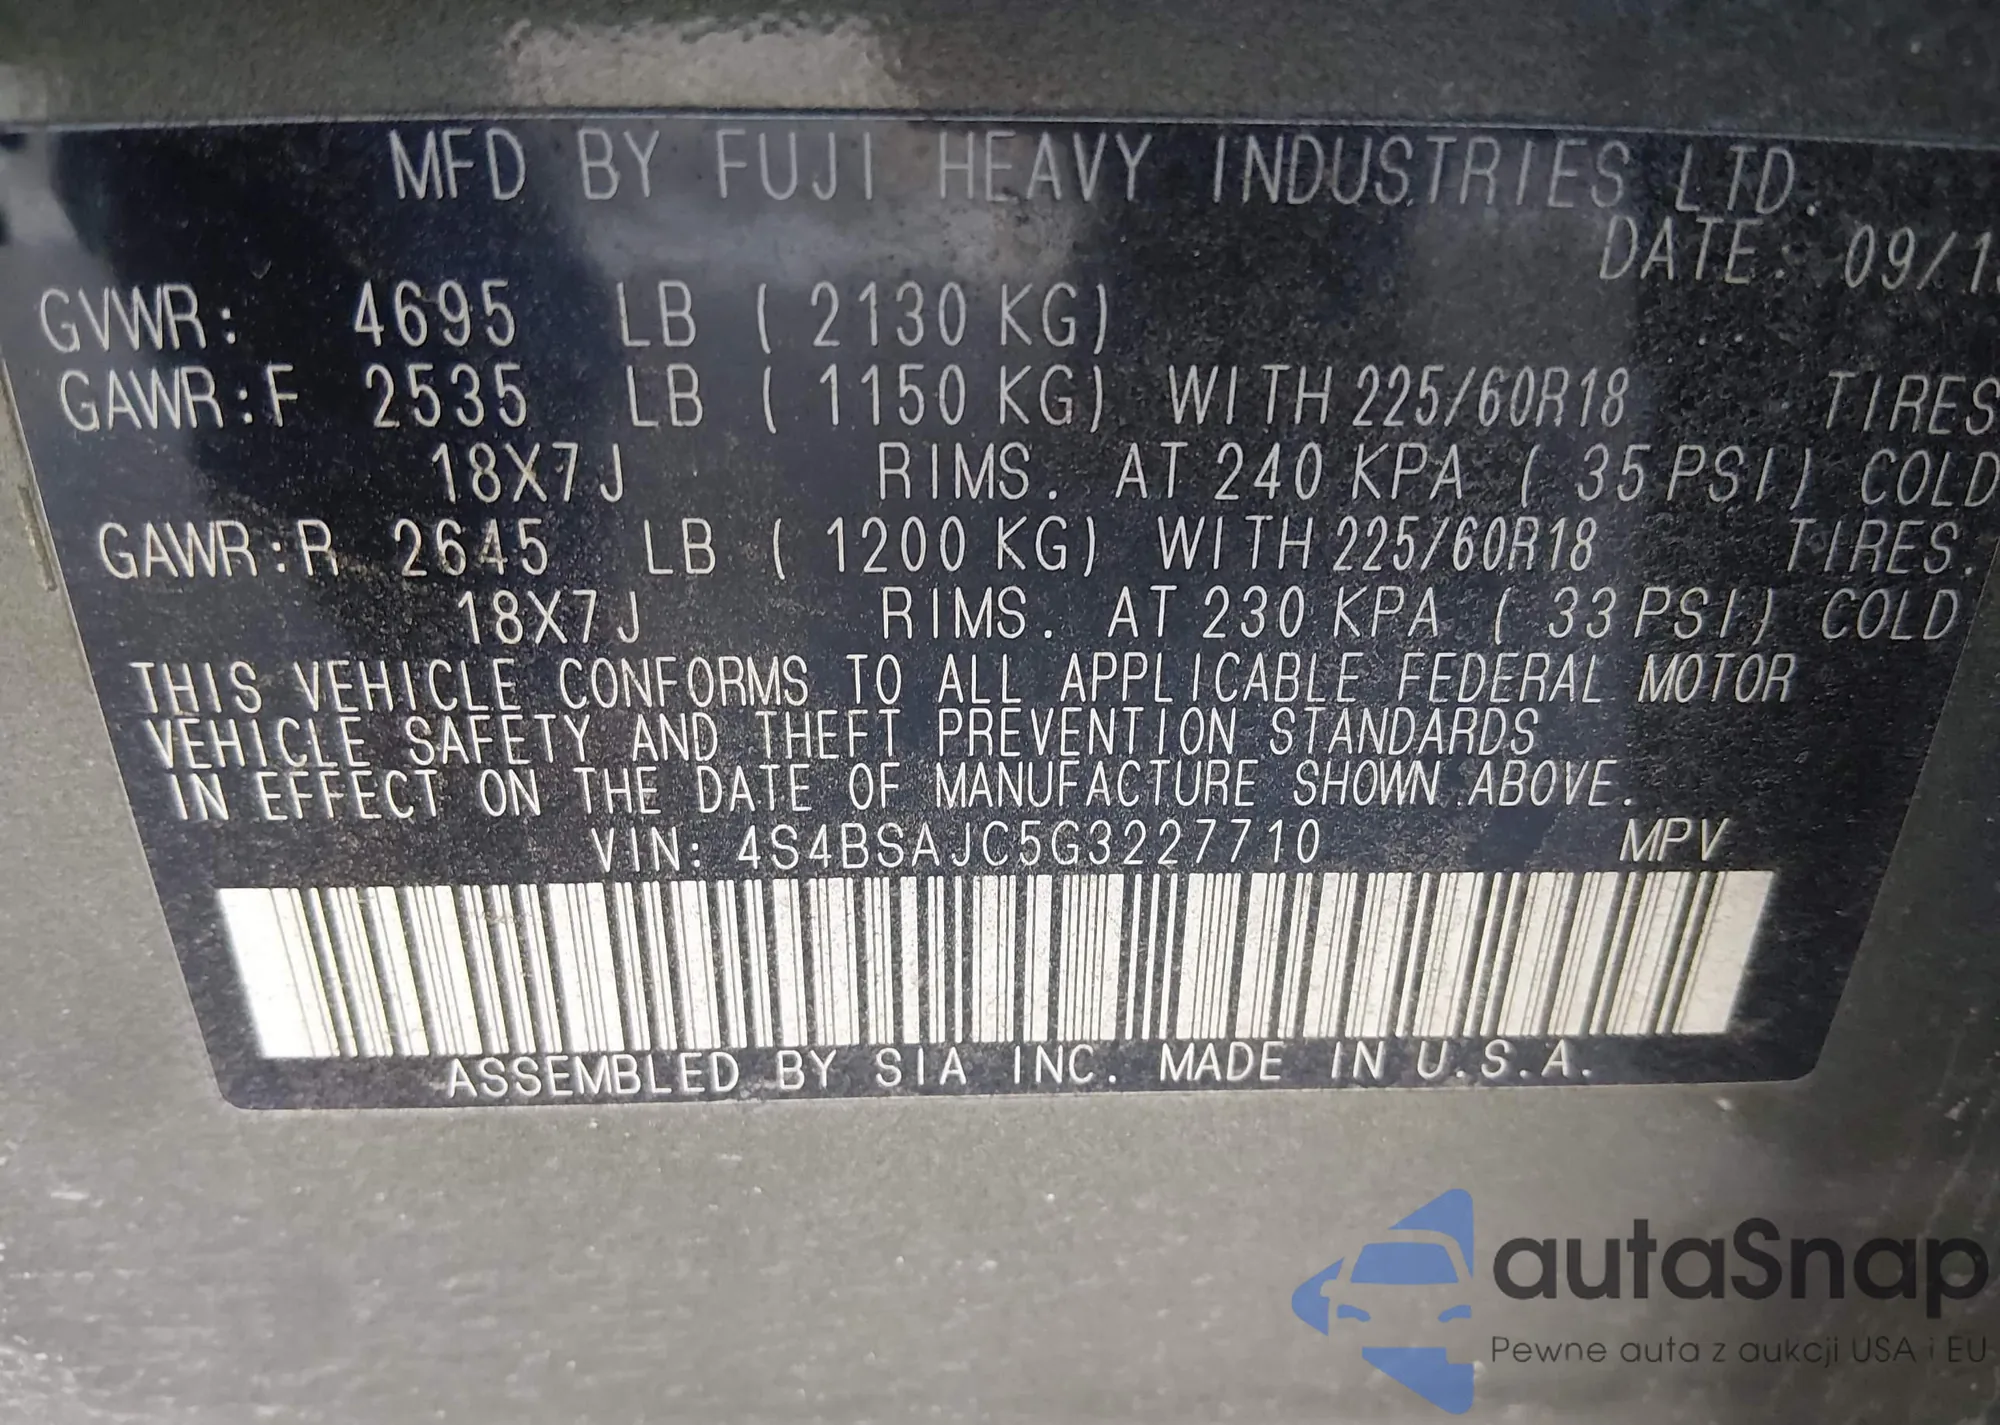 MFD BY FUJI HEAVY INDUSTRIES LTD.
DATE: 09/1
GVWR: 4695 LB ( 2130 KG)
GAWR:F 2535 LB ( 1150 KG) WITH 225/60R18 TIRES
18X7J RIMS. AT 240 KPA ( 35 PSI) COLD
GAWR:R 2645 LB ( 1200 KG) WITH 225/60R18 TIRES.
18X7J RIMS. AT 230 KPA ( 33 PSI) COLD
THIS VEHICLE CONFORMS TO ALL APPLICABLE FEDERAL MOTOR
VEHICLE SAFETY AND THEFT PREVENTION STANDARDS
IN EFFECT ON THE DATE OF MANUFACTURE SHOWN ABOVE.
VIN: 4S4BSAJC5G3227710 MPV
ASSEMBLED BY SIA INC. MADE IN U.S.A.
autaSnap
Pewne auta z aukcji USA i EU